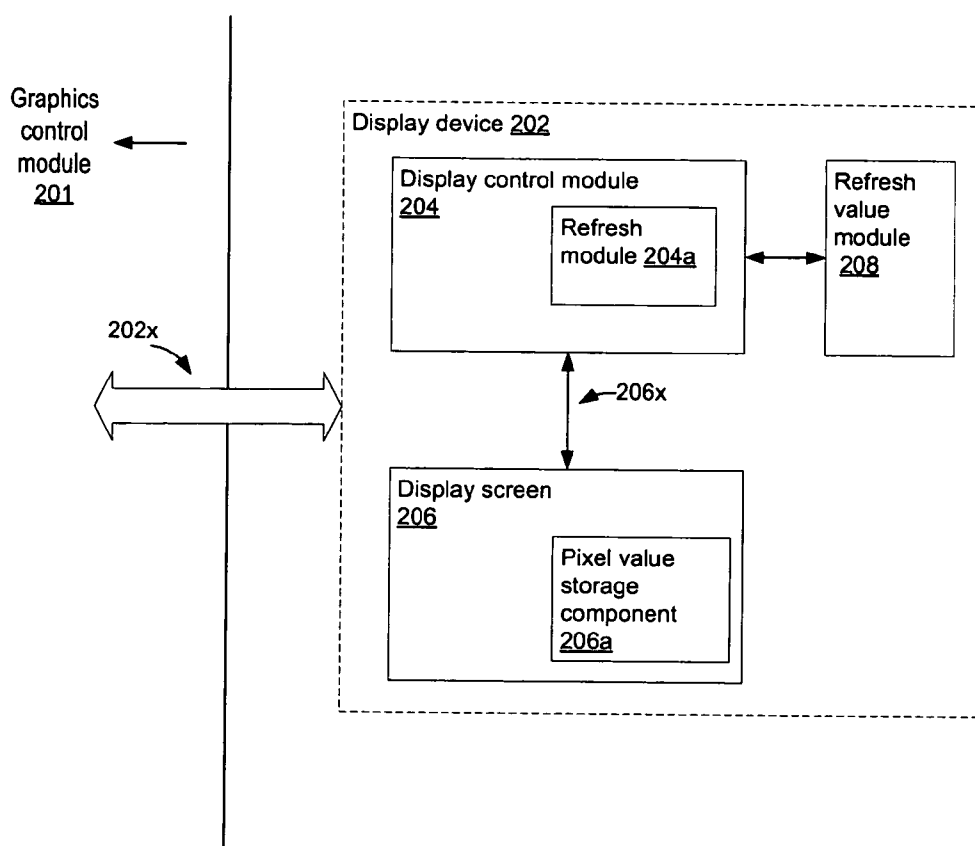 Graphics
control
module
201
Display device 202
Display control module
204
Refresh
module 204a
Refresh
value
module
208
202x
206x
Display screen
206
Pixel value
storage
component
206a